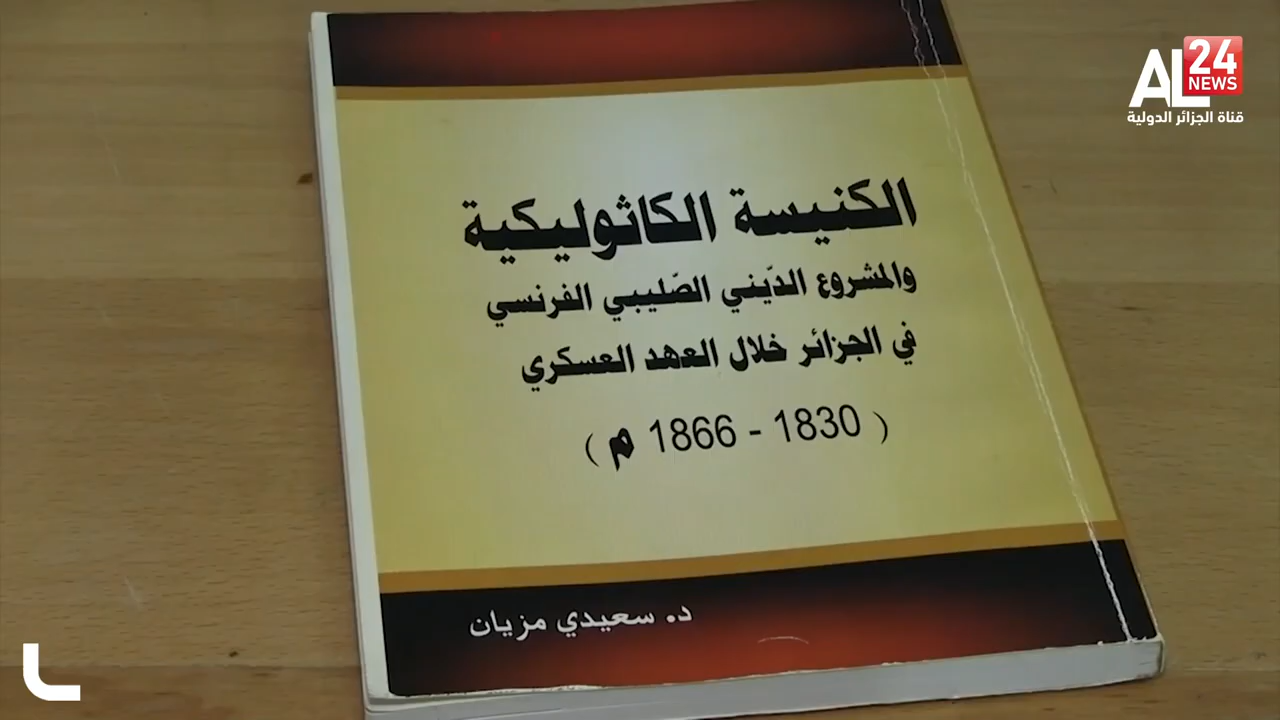 AL
24
NEWS
قناة الجزائر الدولية
الكنيسة الكاثوليكية
والمشروع الدّيني الصّليبي الفرنسي
في الجزائر خلال العهد العسكري
( 1830 - 1866 م )
د. سعيدي مزيان